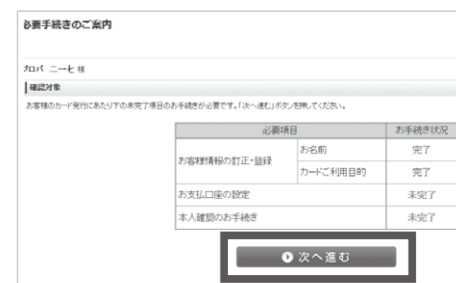 必要手続きのご案内
プロパ 二一七 様
確認対象
お客様のカード発行にあたり下の未完了項目のお手続きが必要です。「次へ進む」ボタンを押してください。
必要項目 お手続き状況
お客様情報の訂正・登録 お名前 完了
カードご利用目的 完了
お支払口座の設定 未完了
本人確認のお手続き 未完了
次へ進む